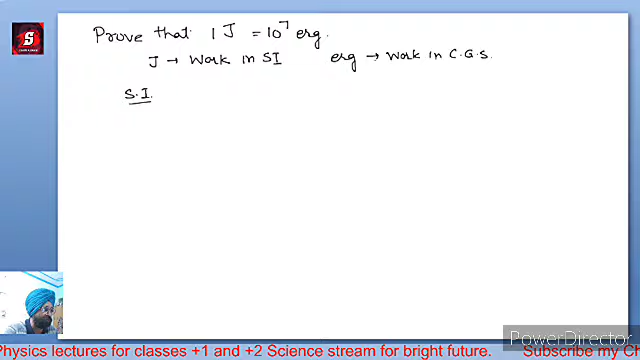 Prove that 1 J = 10⁷ erg.
J → Work in SI erg → Work in C.G.S.
S.I.
PowerDirector
Physics lectures for classes +1 and +2 Science stream for bright future. Subscribe my Ch